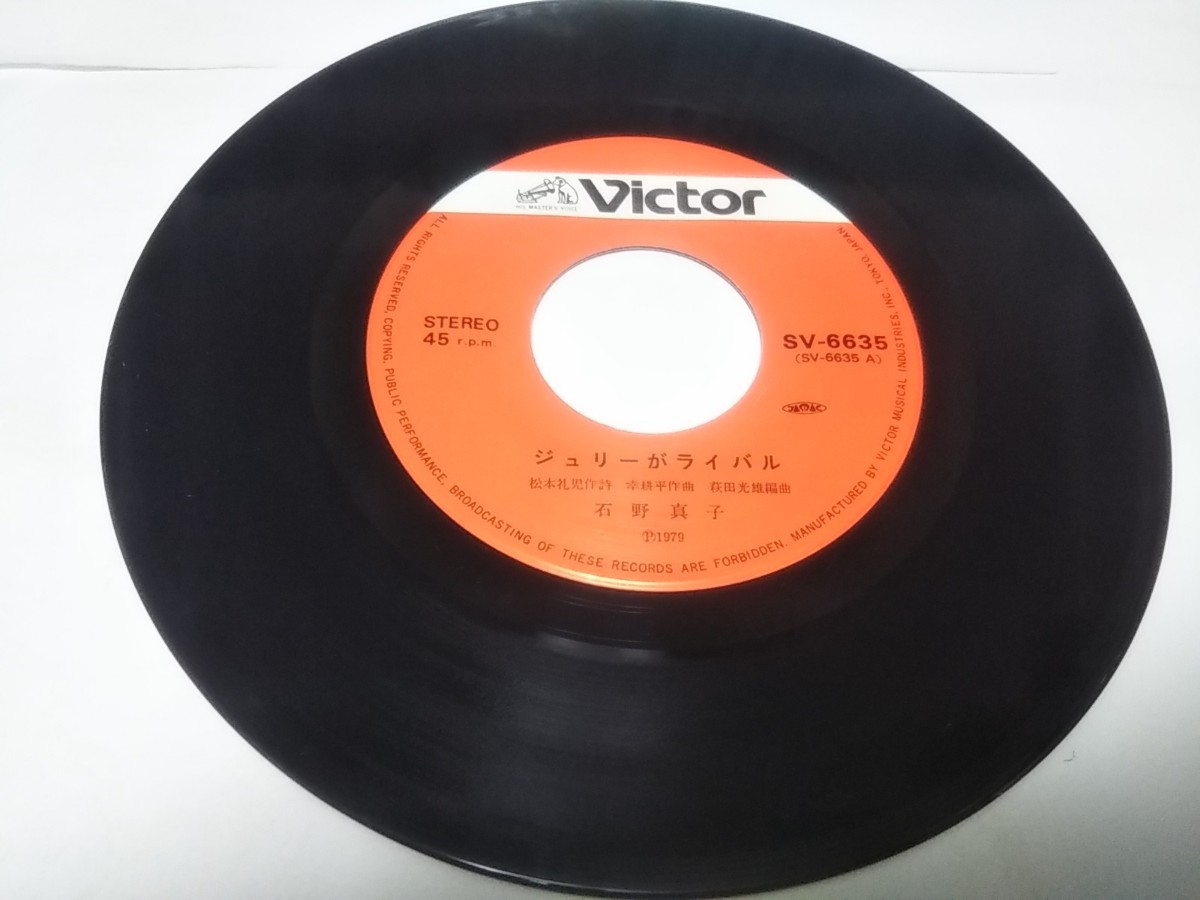 HIS MASTER'S VOICE
Victor
STEREO
45 r.p.m.
SV-6635
(SV-6635 A)
ジュリーがライバル
松本礼児作詩 幸耕平作曲 萩田光雄編曲
石野真子
Ⓟ1979
ALL RIGHTS RESERVED. COPYING, PUBLIC PERFORMANCE, BROADCASTING OF THESE RECORDS ARE FORBIDDEN. MANUFACTURED BY VICTOR MUSICAL INDUSTRIES, INC., TOKYO, JAPAN